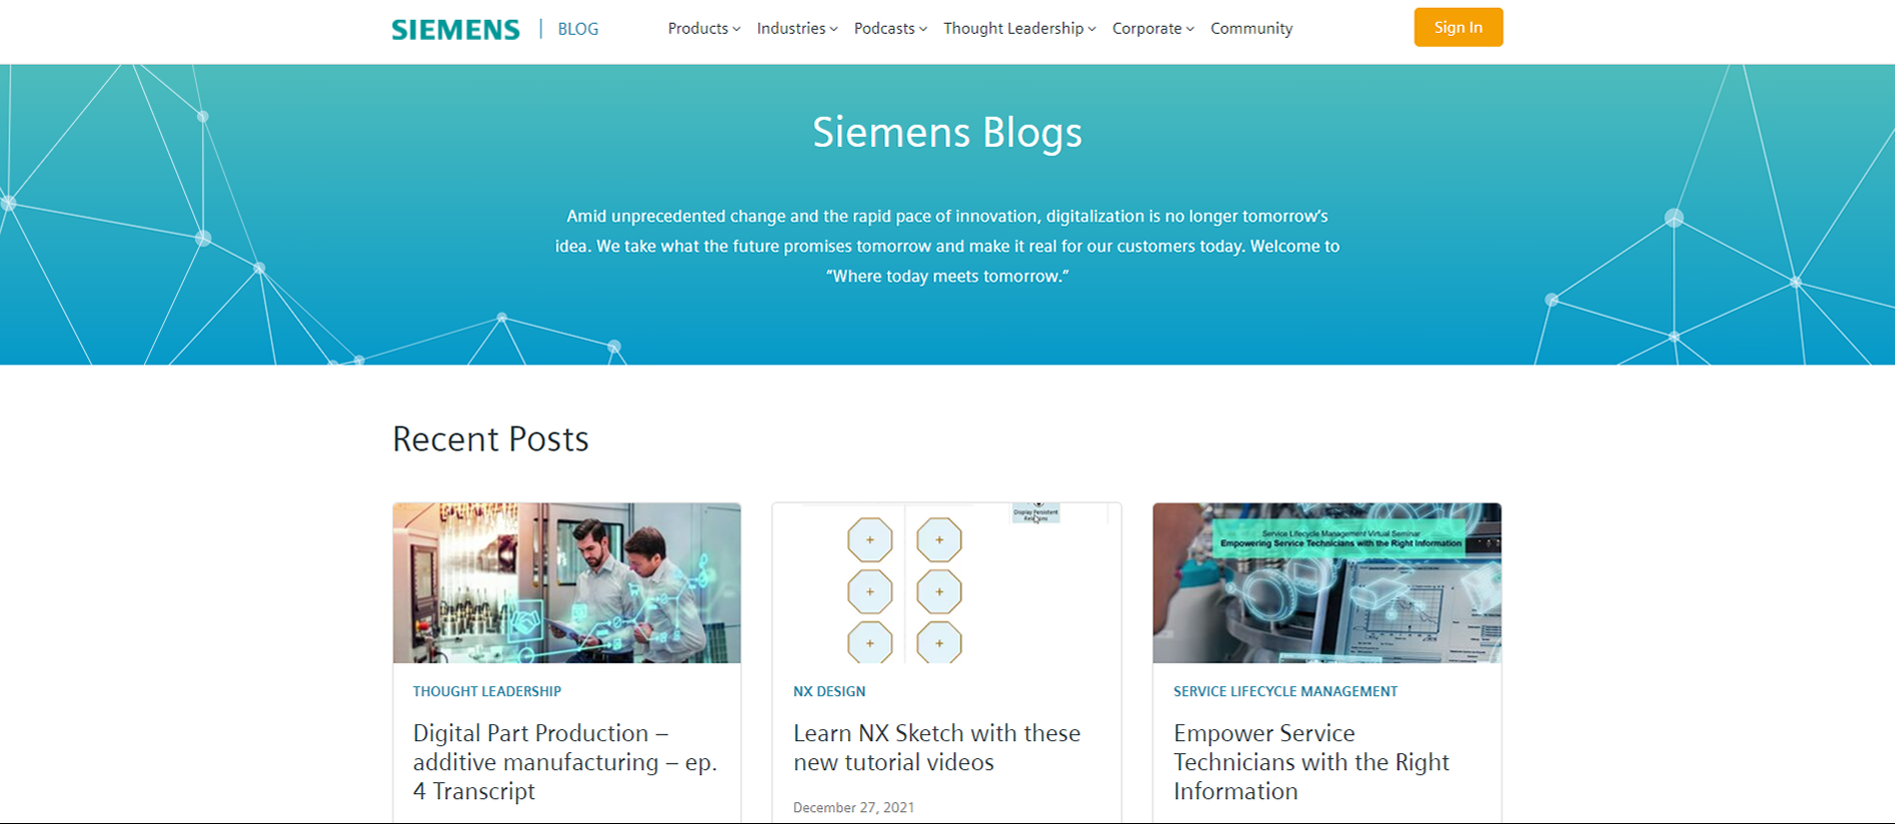 SIEMENS | BLOG
Products Industries Podcasts Thought Leadership Corporate Community
Sign In
Siemens Blogs
Amid unprecedented change and the rapid pace of innovation, digitalization is no longer tomorrow’s
idea. We take what the future promises tomorrow and make it real for our customers today. Welcome to
“Where today meets tomorrow.”
Recent Posts
THOUGHT LEADERSHIP
Digital Part Production –
additive manufacturing – ep.
4 Transcript
Display Persistent
NX DESIGN
Learn NX Sketch with these
new tutorial videos
December 27, 2021
Service Lifecycle Management Virtual Seminar
Empowering Service Technicians with the Right Information
SERVICE LIFECYCLE MANAGEMENT
Empower Service
Technicians with the Right
Information